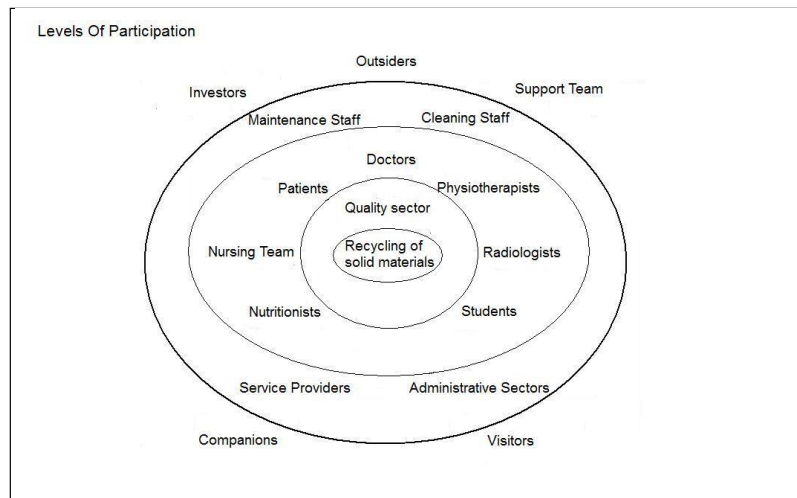 Levels Of Participation
Outsiders
Investors
Support Team
Maintenance Staff
Cleaning Staff
Doctors
Patients
Physiotherapists
Quality sector
Recycling of
solid materials
Nursing Team
Radiologists
Nutritionists
Students
Service Providers
Administrative Sectors
Companions
Visitors